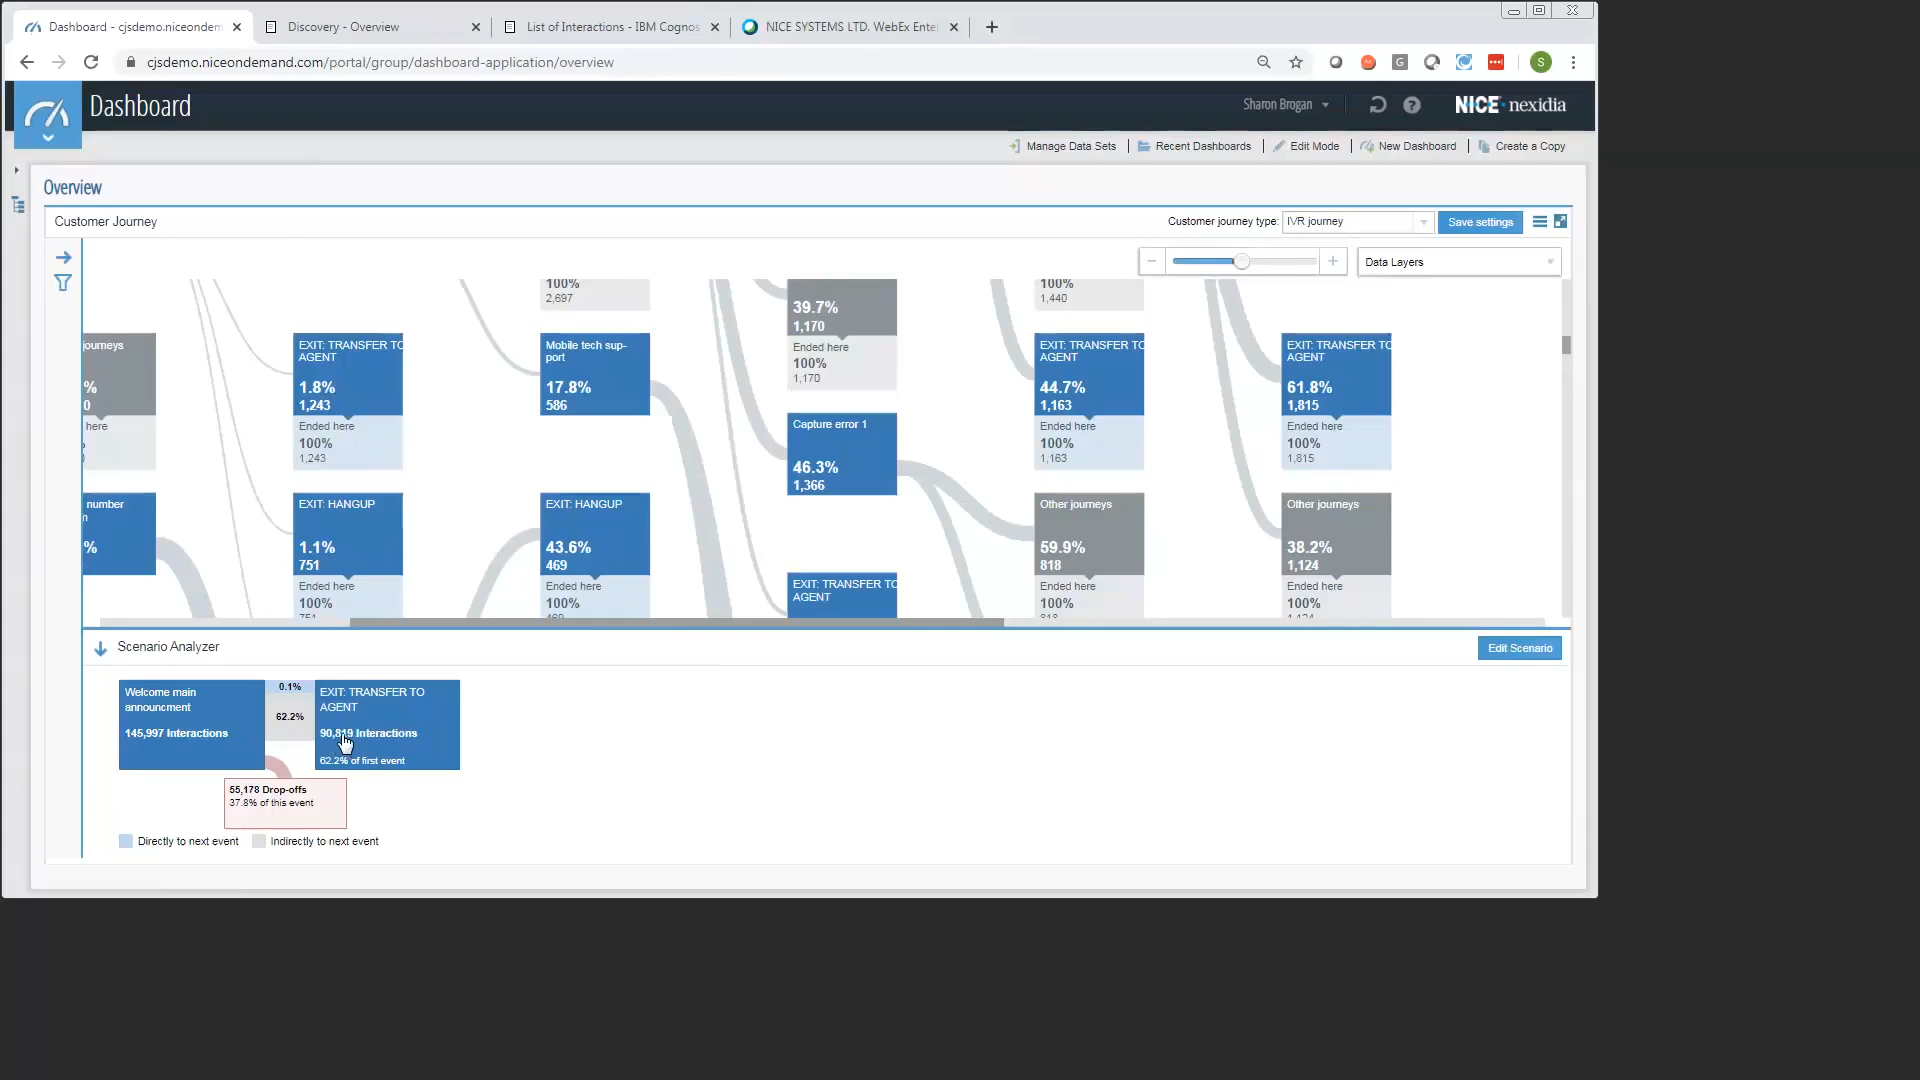 Dashboard - cjsdemo.niceondem
Discovery - Overview
List of Interactions - IBM Cognos
NICE SYSTEMS LTD. WebEx Enter
cjsdemo.niceondemand.com/portal/group/dashboard-application/overview
G
S
Dashboard
Sharon Brogan
NICE nexidia
Manage Data Sets
Recent Dashboards
Edit Mode
New Dashboard
Create a Copy
Overview
Customer Journey
Customer journey type:
IVR journey
Save settings
Data Layers
journeys
%
0
here
number
%
EXIT: TRANSFER TO
AGENT
1.8%
1,243
Ended here
100%
1,243
EXIT: HANGUP
1.1%
751
Ended here
100%
751
100%
2,697
Mobile tech sup-
port
17.8%
586
EXIT: HANGUP
43.6%
469
Ended here
100%
469
39.7%
1,170
Ended here
100%
1,170
Capture error 1
46.3%
1,366
EXIT: TRANSFER TO
AGENT
100%
1,440
EXIT: TRANSFER TO
AGENT
44.7%
1,163
Ended here
100%
1,163
Other journeys
59.9%
818
Ended here
100%
818
EXIT: TRANSFER TO
AGENT
61.8%
1,815
Ended here
100%
1,815
Other journeys
38.2%
1,124
Ended here
100%
1,124
Scenario Analyzer
Edit Scenario
Welcome main
announcment
145,997 Interactions
0.1%
62.2%
EXIT: TRANSFER TO
AGENT
90,819 Interactions
62.2% of first event
55,178 Drop-offs
37.8% of this event
Directly to next event
Indirectly to next event